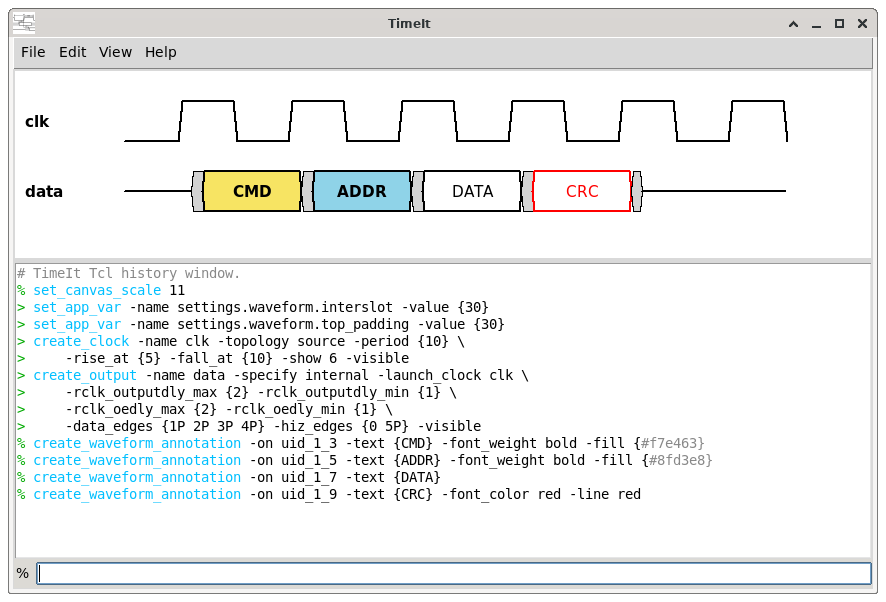 TimeIt
File Edit View Help
clk
data CMD ADDR DATA CRC
# TimeIt Tcl history window.
% set_canvas_scale 11
> set_app_var -name settings.waveform.interslot -value {30}
> set_app_var -name settings.waveform.top_padding -value {30}
> create_clock -name clk -topology source -period {10} \
>     -rise_at {5} -fall_at {10} -show 6 -visible
> create_output -name data -specify internal -launch_clock clk \
>     -rclk_outputdly_max {2} -rclk_outputdly_min {1} \
>     -rclk_oedly_max {2} -rclk_oedly_min {1} \
>     -data_edges {1P 2P 3P 4P} -hiz_edges {0 5P} -visible
% create_waveform_annotation -on uid_1_3 -text {CMD} -font_weight bold -fill {#f7e463}
% create_waveform_annotation -on uid_1_5 -text {ADDR} -font_weight bold -fill {#8fd3e8}
% create_waveform_annotation -on uid_1_7 -text {DATA}
% create_waveform_annotation -on uid_1_9 -text {CRC} -font_color red -line red
%